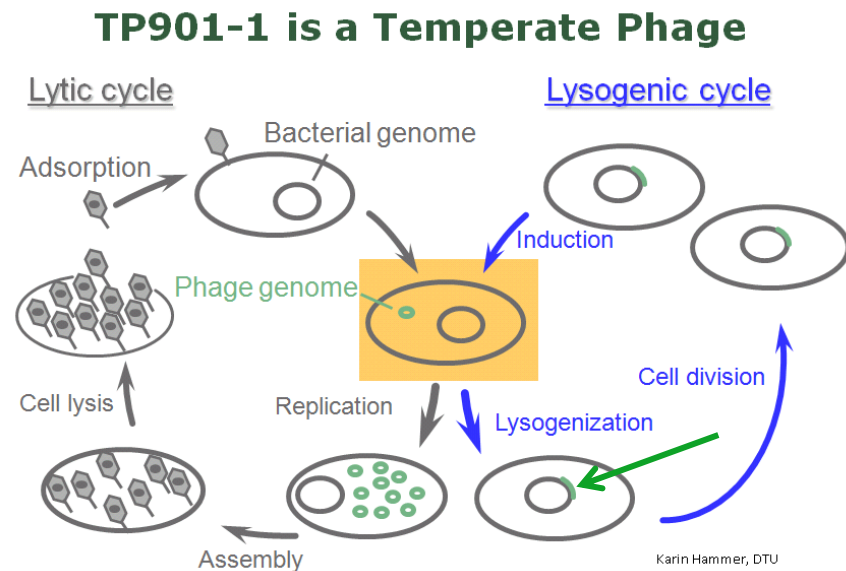 TP901-1 is a Temperate Phage
Lytic cycle
Lysogenic cycle
Bacterial genome
Adsorption
Induction
Phage genome
Cell division
Cell lysis
Replication
Lysogenization
Assembly
Karin Hammer, DTU